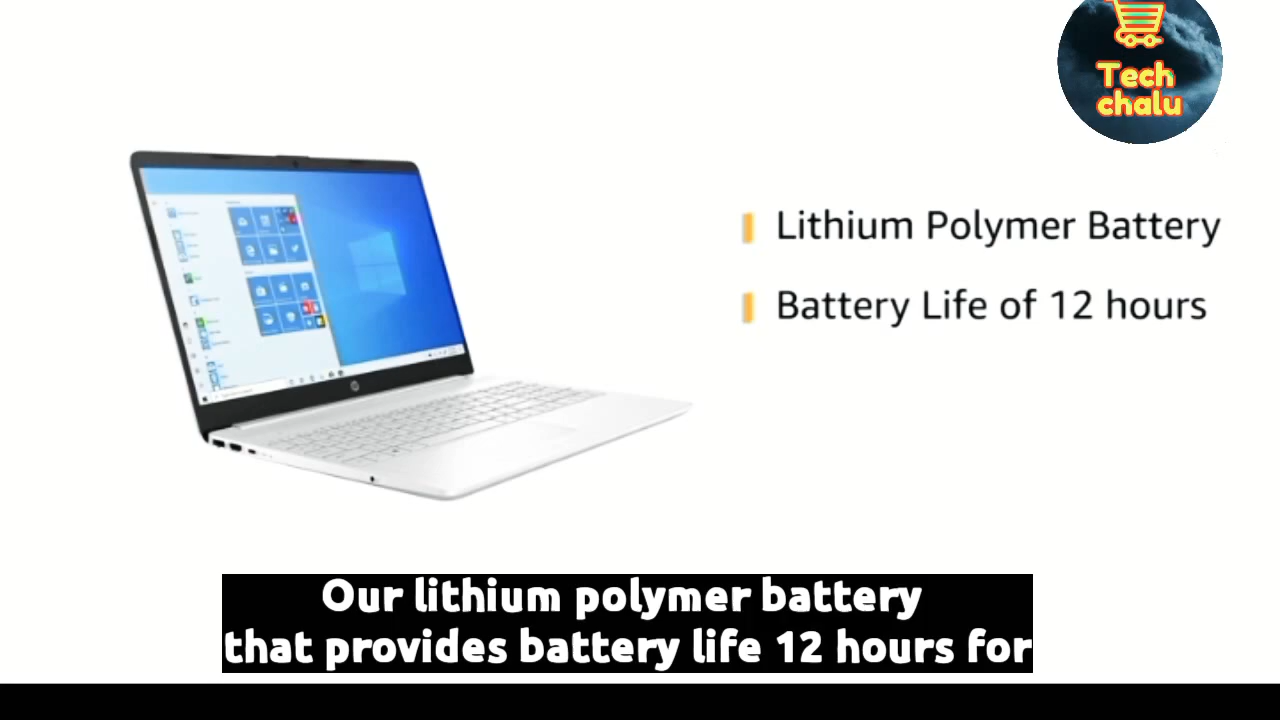 Tech
chalu
Lithium Polymer Battery
Battery Life of 12 hours
hp
Our lithium polymer battery
that provides battery life 12 hours for